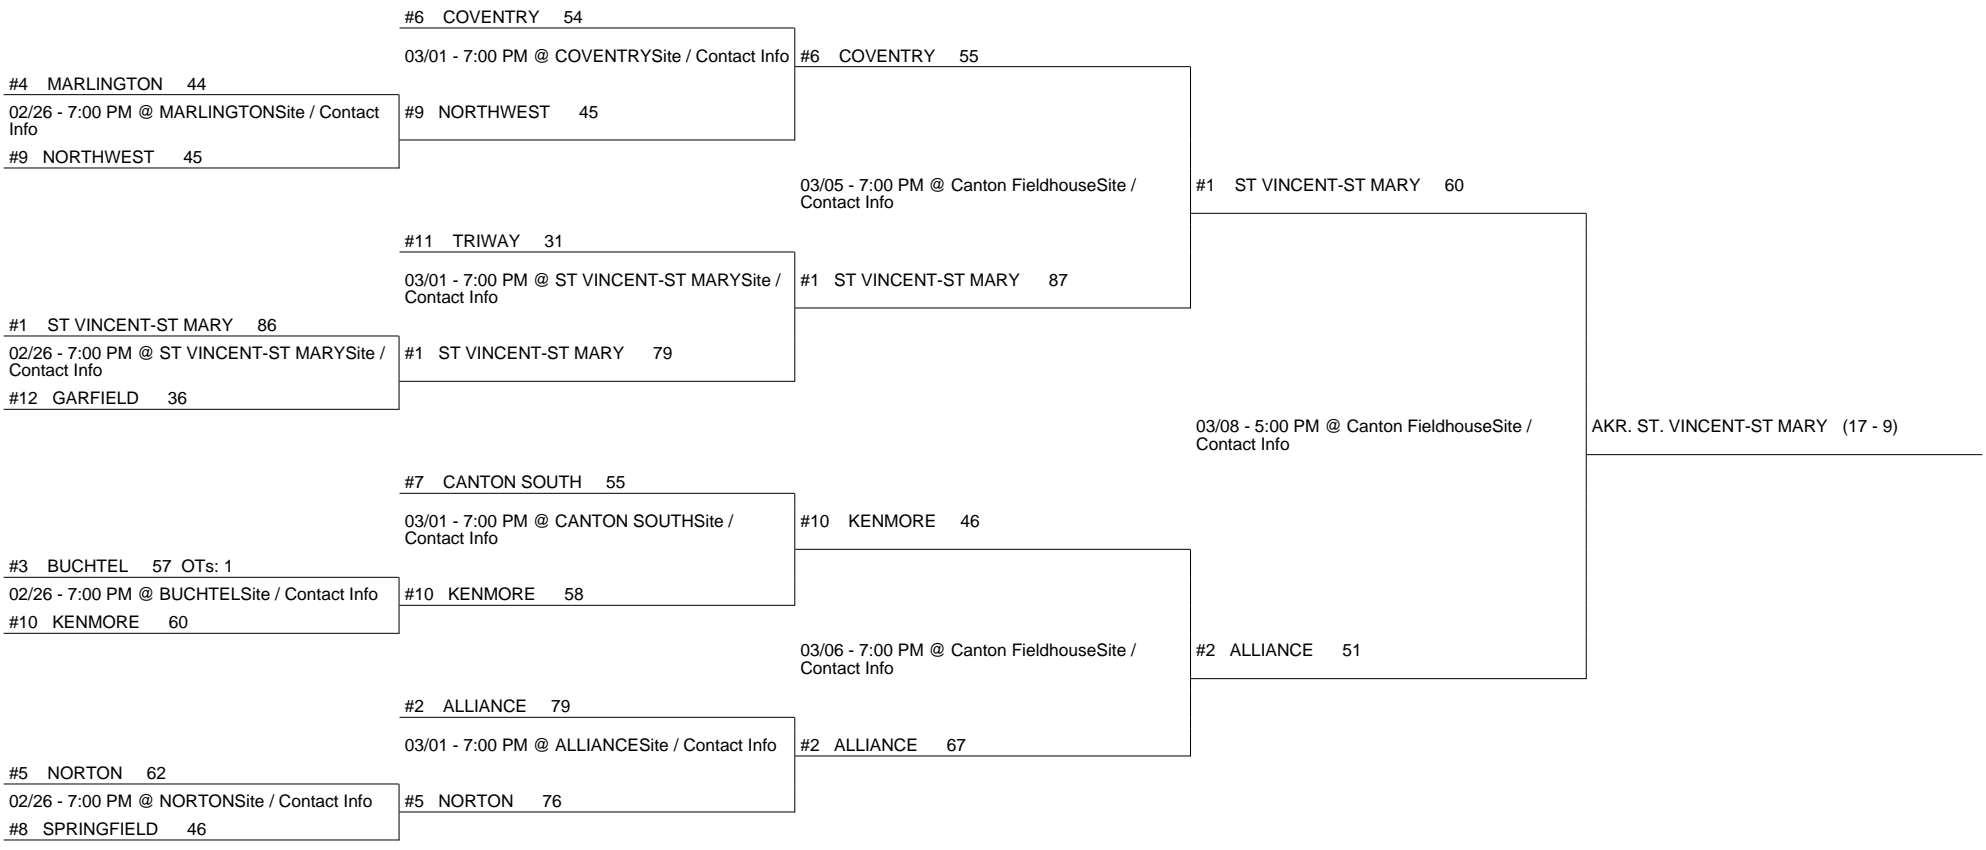 #6 COVENTRY 54
03/01 - 7:00 PM @ COVENTRYSite / Contact Info
#6 COVENTRY 55
#4 MARLINGTON 44
02/26 - 7:00 PM @ MARLINGTONSite / Contact
Info
#9 NORTHWEST 45
#9 NORTHWEST 45
03/05 - 7:00 PM @ Canton FieldhouseSite /
Contact Info
#1 ST VINCENT-ST MARY 60
#11 TRIWAY 31
03/01 - 7:00 PM @ ST VINCENT-ST MARYSite /
Contact Info
#1 ST VINCENT-ST MARY 87
#1 ST VINCENT-ST MARY 86
02/26 - 7:00 PM @ ST VINCENT-ST MARYSite /
Contact Info
#1 ST VINCENT-ST MARY 79
#12 GARFIELD 36
03/08 - 5:00 PM @ Canton FieldhouseSite /
Contact Info
AKR. ST. VINCENT-ST MARY (17 - 9)
#7 CANTON SOUTH 55
03/01 - 7:00 PM @ CANTON SOUTHSite /
Contact Info
#10 KENMORE 46
#3 BUCHTEL 57 OTs: 1
02/26 - 7:00 PM @ BUCHTELSite / Contact Info
#10 KENMORE 58
#10 KENMORE 60
03/06 - 7:00 PM @ Canton FieldhouseSite /
Contact Info
#2 ALLIANCE 51
#2 ALLIANCE 79
03/01 - 7:00 PM @ ALLIANCESite / Contact Info
#2 ALLIANCE 67
#5 NORTON 62
02/26 - 7:00 PM @ NORTONSite / Contact Info
#5 NORTON 76
#8 SPRINGFIELD 46